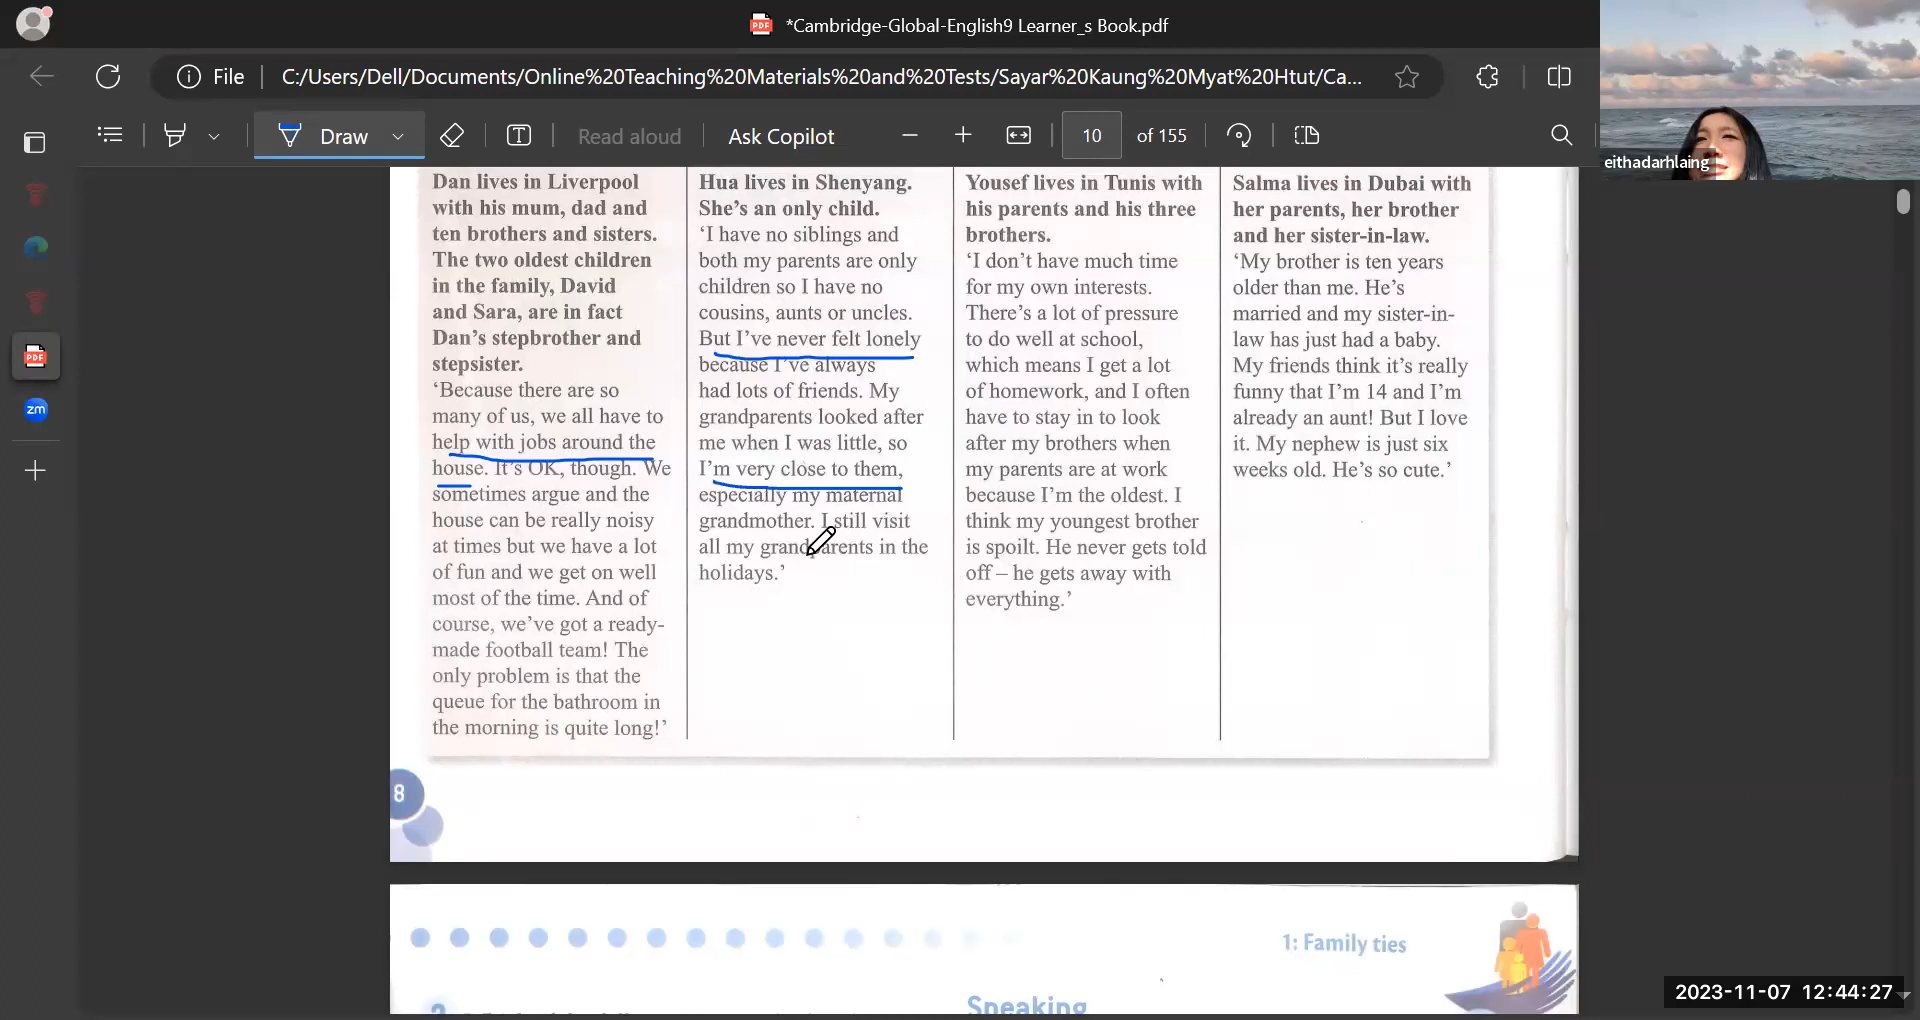 *Cambridge-Global-English9 Learner_s Book.pdf
File
C:/Users/Dell/Documents/Online%20Teaching%20Materials%20and%20Tests/Sayar%20Kaung%20Myat%20Htut/Ca...
Draw
Read aloud
Ask Copilot
10
of 155
eithadarhlaing
PDF
zm
Dan lives in Liverpool
with his mum, dad and
ten brothers and sisters.
The two oldest children
in the family, David
and Sara, are in fact
Dan's stepbrother and
stepsister.
‘Because there are so
many of us, we all have to
help with jobs around the
house. It's OK, though. We
sometimes argue and the
house can be really noisy
at times but we have a lot
of fun and we get on well
most of the time. And of
course, we've got a ready-
made football team! The
only problem is that the
queue for the bathroom in
the morning is quite long!’
Hua lives in Shenyang.
She's an only child.
‘I have no siblings and
both my parents are only
children so I have no
cousins, aunts or uncles.
But I've never felt lonely
because I've always
had lots of friends. My
grandparents looked after
me when I was little, so
I'm very close to them,
especially my maternal
grandmother. I still visit
all my grandparents in the
holidays.’
Yousef lives in Tunis with
his parents and his three
brothers.
‘I don't have much time
for my own interests.
There's a lot of pressure
to do well at school,
which means I get a lot
of homework, and I often
have to stay in to look
after my brothers when
my parents are at work
because I'm the oldest. I
think my youngest brother
is spoilt. He never gets told
off – he gets away with
everything.’
Salma lives in Dubai with
her parents, her brother
and her sister-in-law.
‘My brother is ten years
older than me. He's
married and my sister-in-
law has just had a baby.
My friends think it's really
funny that I'm 14 and I'm
already an aunt! But I love
it. My nephew is just six
weeks old. He's so cute.’
8
1: Family ties
Speaking
2023-11-07 12:44:27